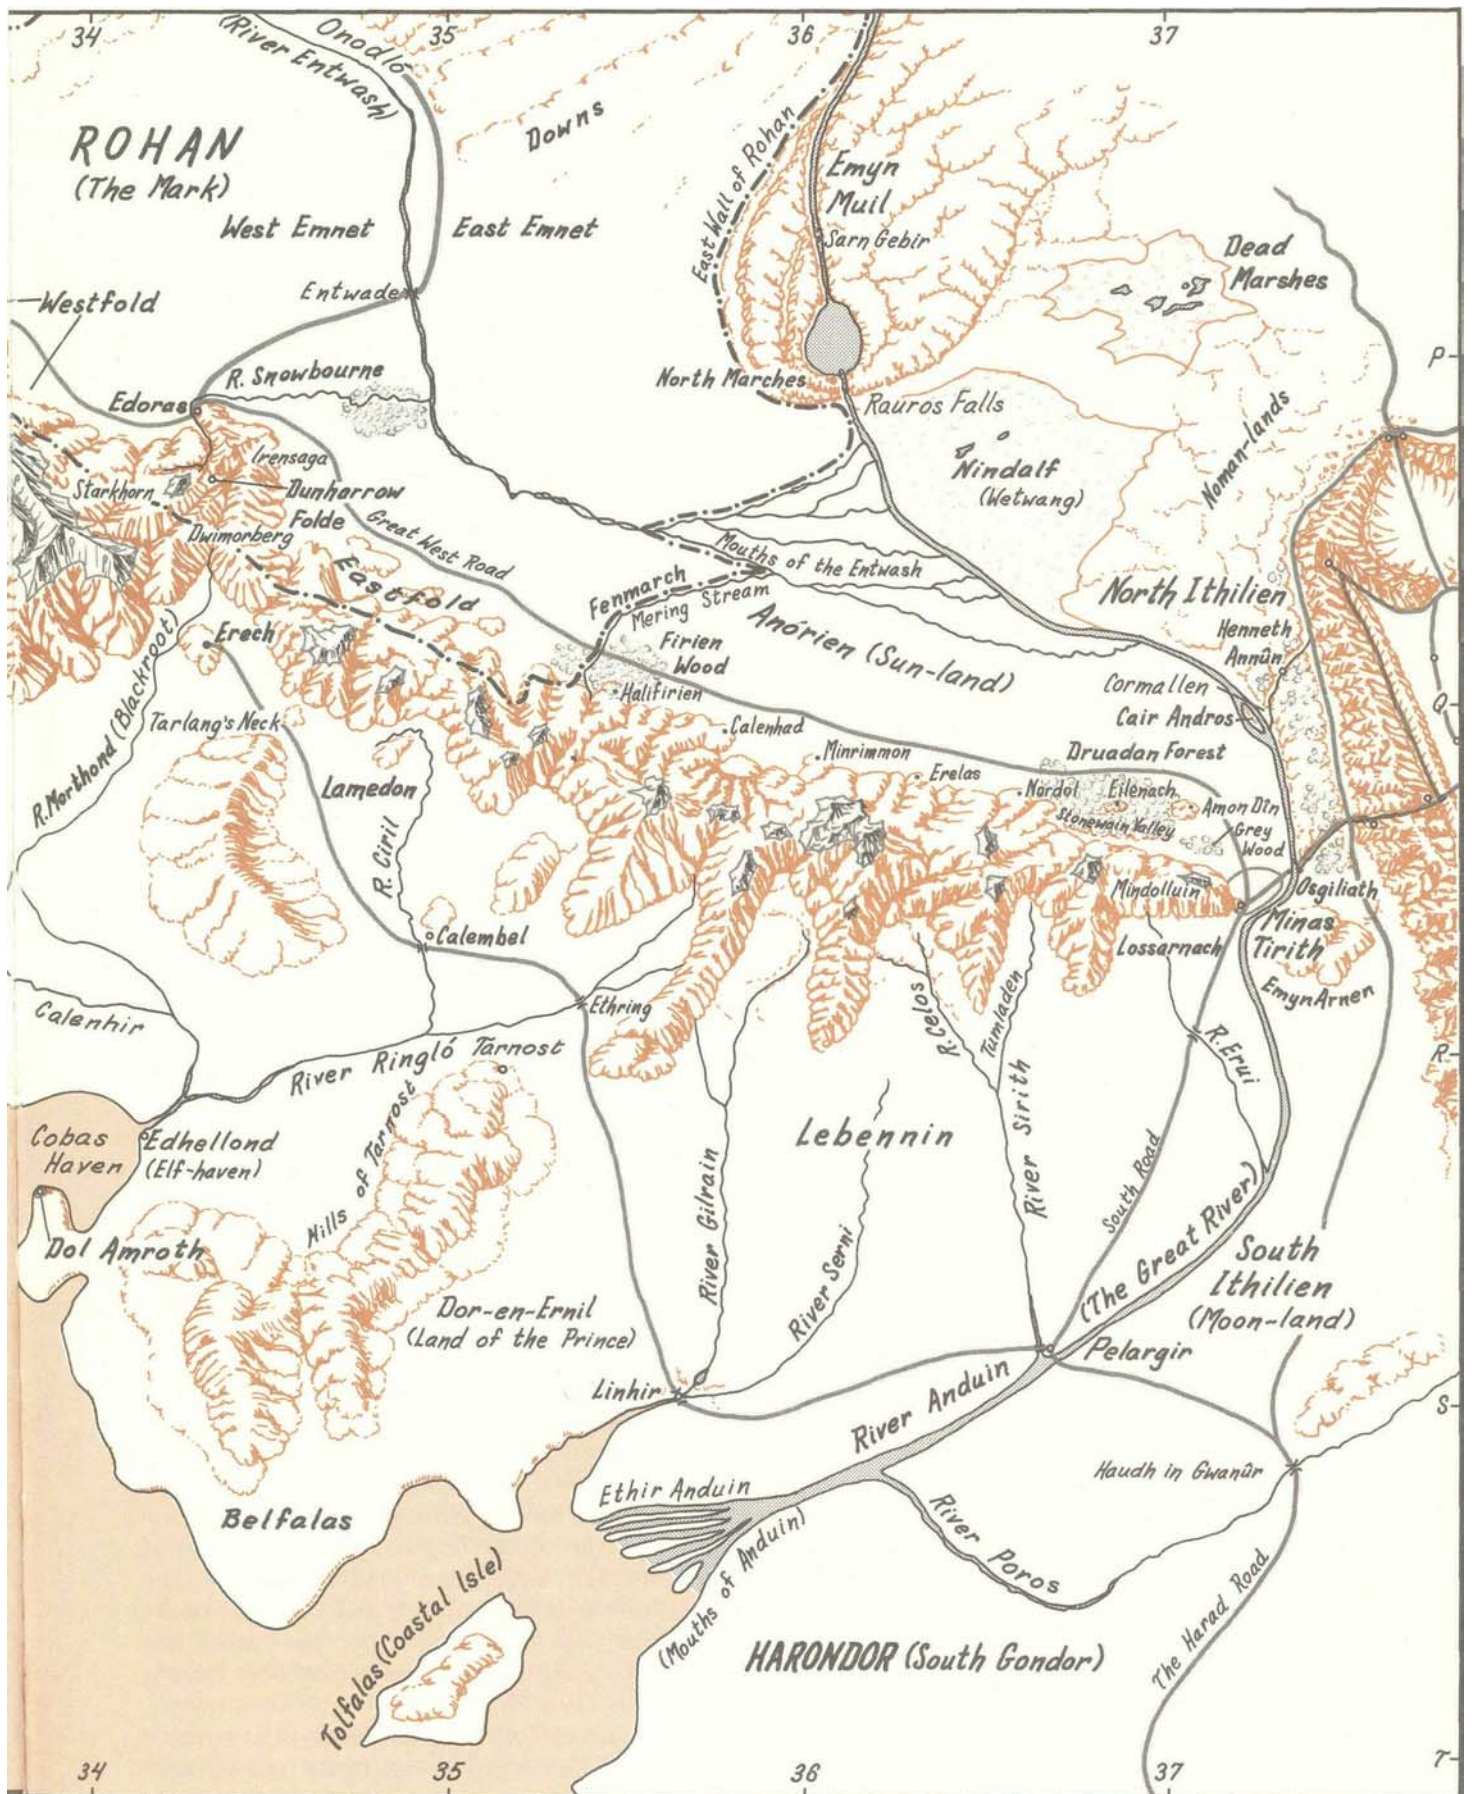 34
35
36
37
Onodló
(River Entwash)
Downs
ROHAN
(The Mark)
West Emnet
East Emnet
East Wall of Rohan
Emyn
Muil
Sarn Gebir
Dead
Marshes
Westfold
Entwade
R. Snowbourne
Edoras
North Marches
Rauros Falls
P
Noman-lands
Nindalf
(Wetwang)
Irensaga
Starkhorn
Dunharrow
Folde
Dwimorberg
Great West Road
Eastfold
Mouths of the Entwash
Fenmarch
Mering Stream
Anórien (Sun-land)
North Ithilien
Henneth
Annûn
Firien
Wood
Halifirien
Erech
R. Morthond (Blackroot)
Tarlang's Neck
Cormallen
Cair Andros
Q
Calenhad
Minrimmon
Erelas
Druadan Forest
Nardol
Eilenach
Amon Dîn
Stonewain Valley
Grey
Wood
Lamedon
R. Ciril
Mindolluin
Osgiliath
Minas
Tirith
Calembel
Lossarnach
Emyn Arnen
Ethring
Calenhir
R. Celos
Tumladen
R. Erui
R
River Ringló
Tarnost
Hills
of Tarnost
Cobas
Haven
Edhellond
(Elf-haven)
Lebennin
River Sirith
South Road
River Gilrain
River Serni
Dol Amroth
(The Great River)
South
Ithilien
(Moon-land)
Dor-en-Ernil
(Land of the Prince)
Pelargir
Linhir
River Anduin
S
Haudh in Gwanûr
Ethir Anduin
(Mouths of Anduin)
River Poros
Belfalas
Tolfalas (Coastal Isle)
HARONDOR (South Gondor)
The Harad Road
T
34
35
36
37